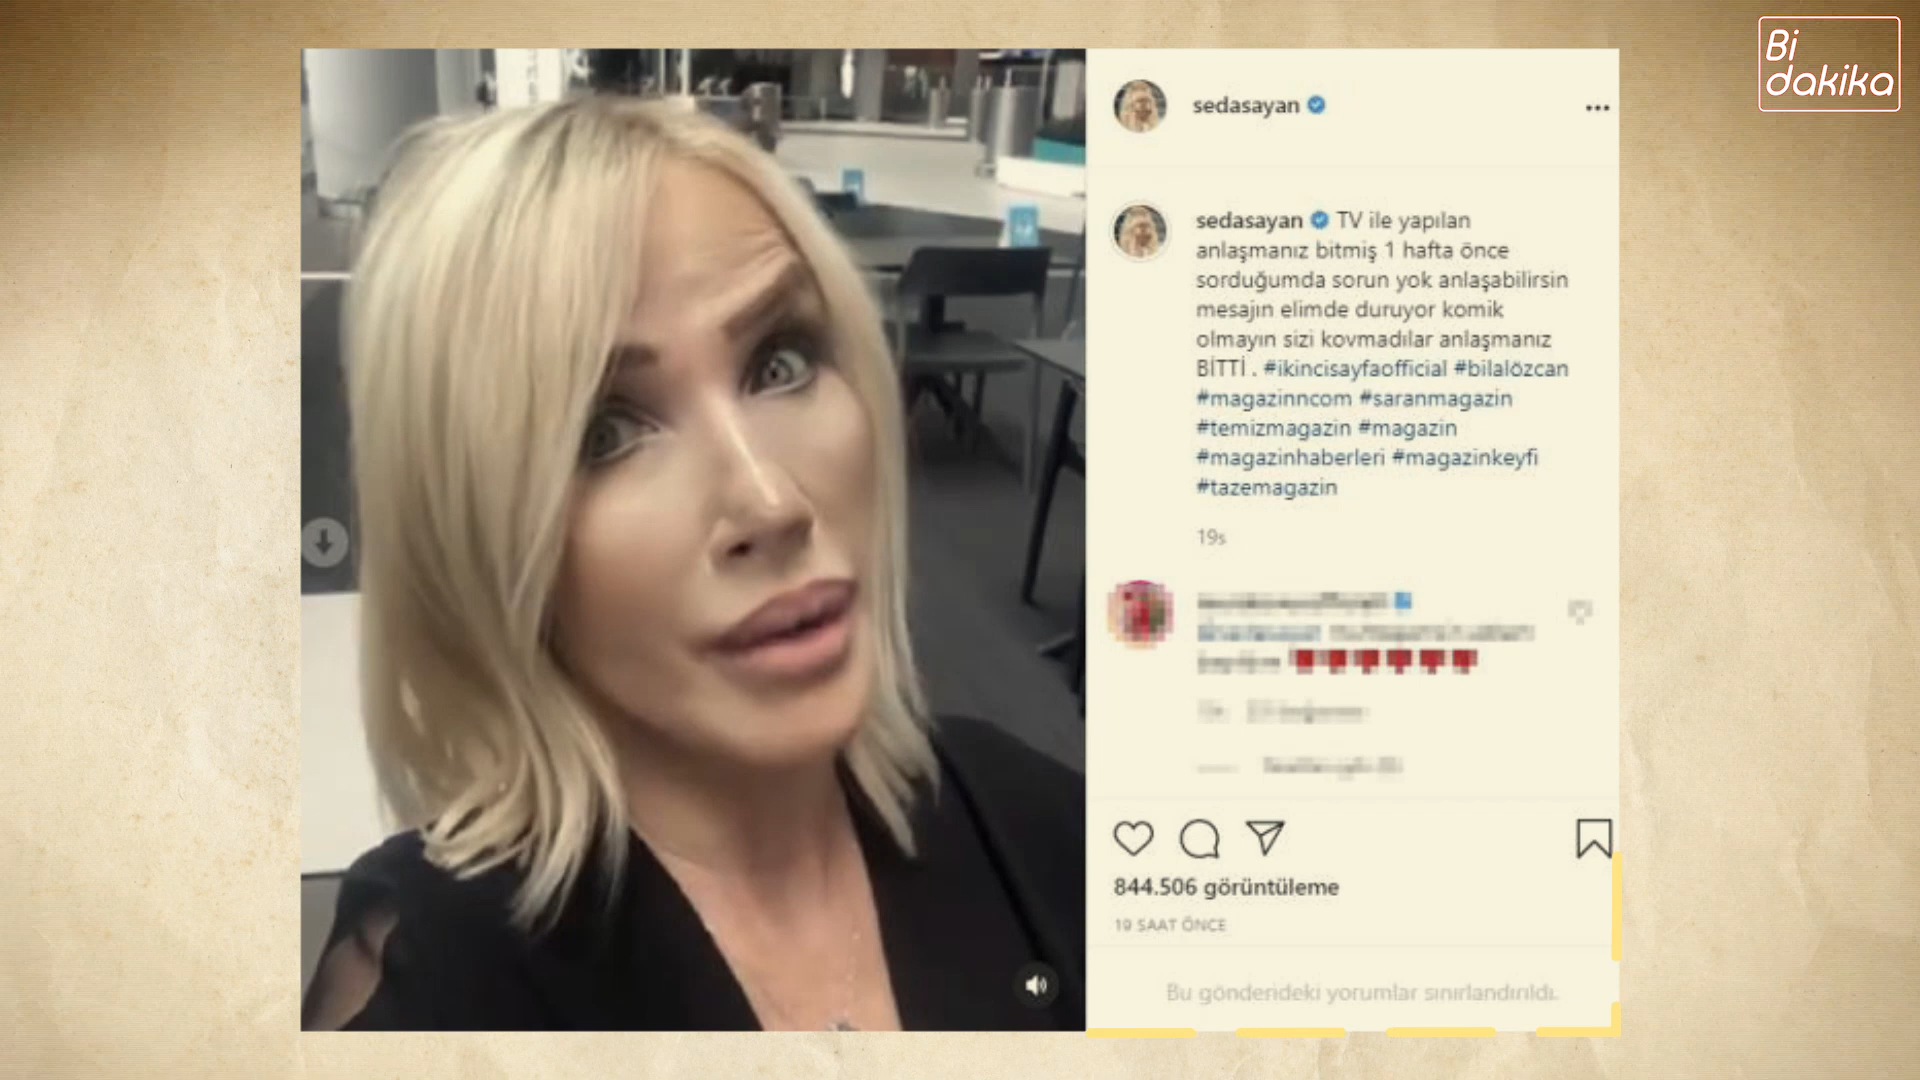 Bi
dakika
sedasayan
sedasayan TV ile yapılan
anlaşmanız bitmiş 1 hafta önce
sorduğumda sorun yok anlaşabilirsin
mesajın elimde duruyor komik
olmayın sizi kovmadılar anlaşmanız
BİTTİ . #ikincisayfaofficial #bilalözcan
#magazinncom #saranmagazin
#temizmagazin #magazin
#magazinhaberleri #magazinkeyfi
#tazemagazin
19s
844.506 görüntüleme
19 SAAT ÖNCE
Bu gönderideki yorumlar sınırlandırıldı.